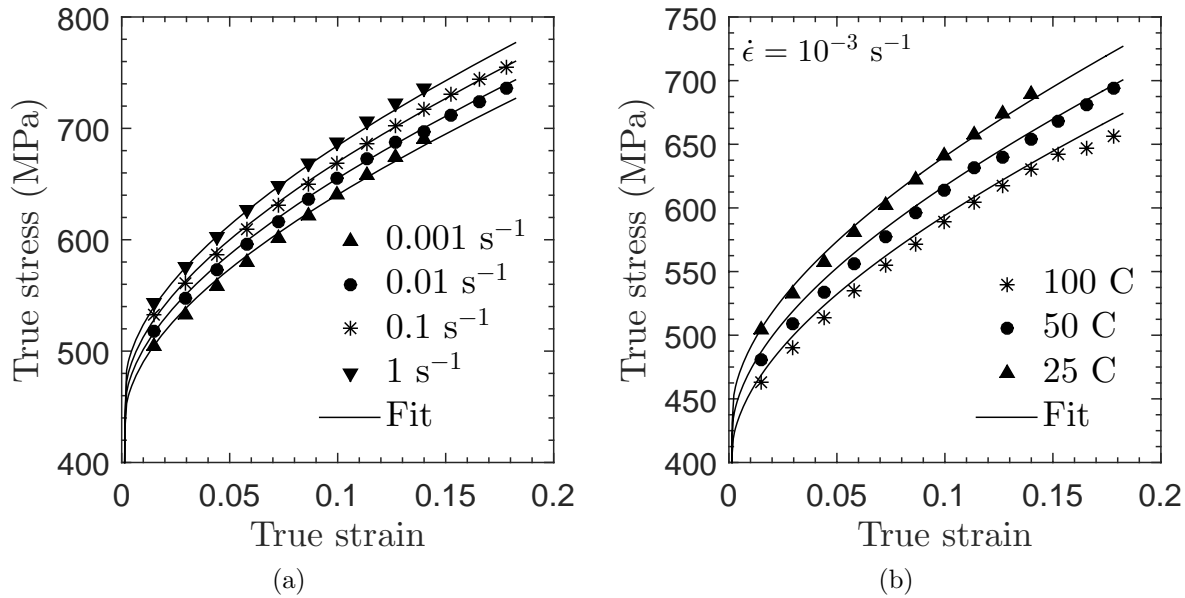 800
700
600
500
400
True stress (MPa)
0.001 s⁻¹
0.01 s⁻¹
0.1 s⁻¹
1 s⁻¹
Fit
0 0.05 0.1 0.15 0.2
True strain
(a)
750
700
650
600
550
500
450
400
True stress (MPa)
ϵ̇ = 10⁻³ s⁻¹
100 C
50 C
25 C
Fit
0 0.05 0.1 0.15 0.2
True strain
(b)